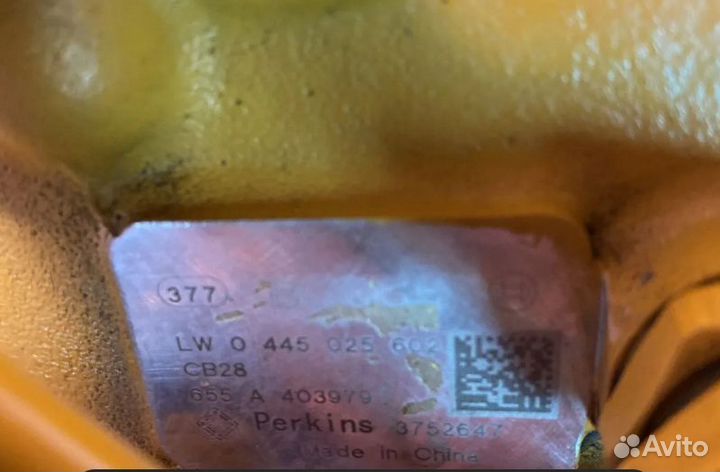 377
LW 0 445 025 602
CB28
655 A 403979
Perkins 3752647
Made in China
Avito